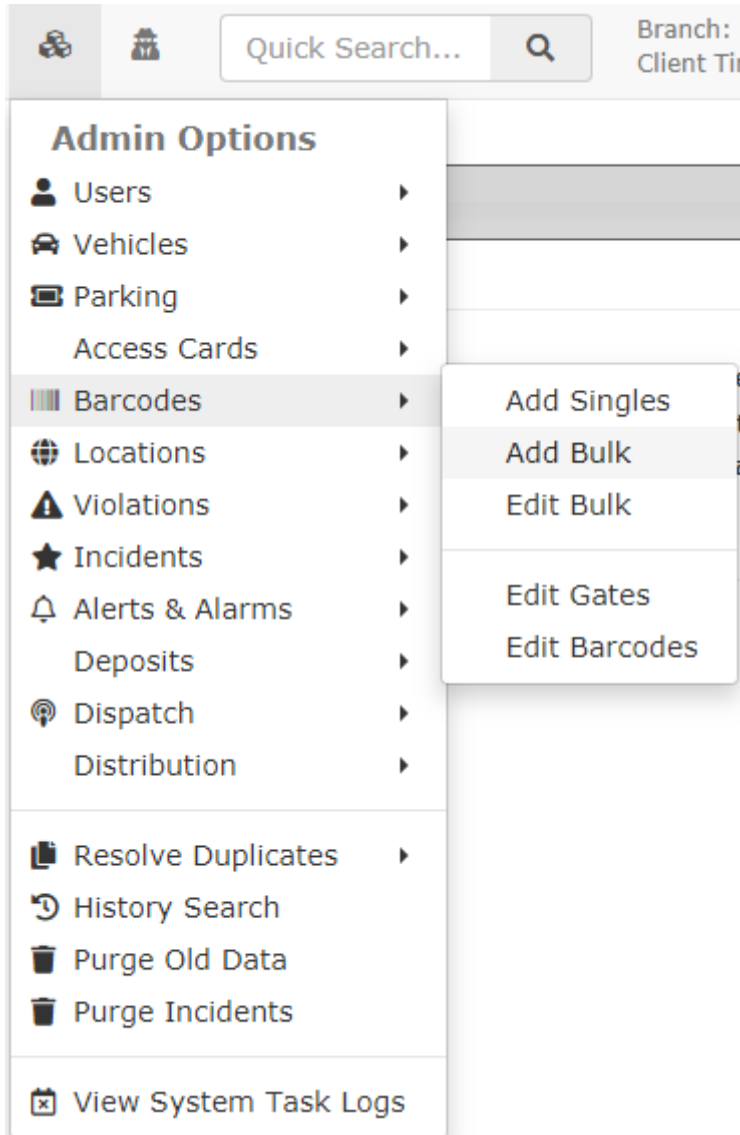 Quick Search...
Branch:
Client
Admin Options
Users
Vehicles
Parking
Access Cards
Barcodes
Add Singles
Locations
Add Bulk
Violations
Edit Bulk
Incidents
Alerts & Alarms
Edit Gates
Deposits
Edit Barcodes
Dispatch
Distribution
Resolve Duplicates
History Search
Purge Old Data
Purge Incidents
View System Task Logs